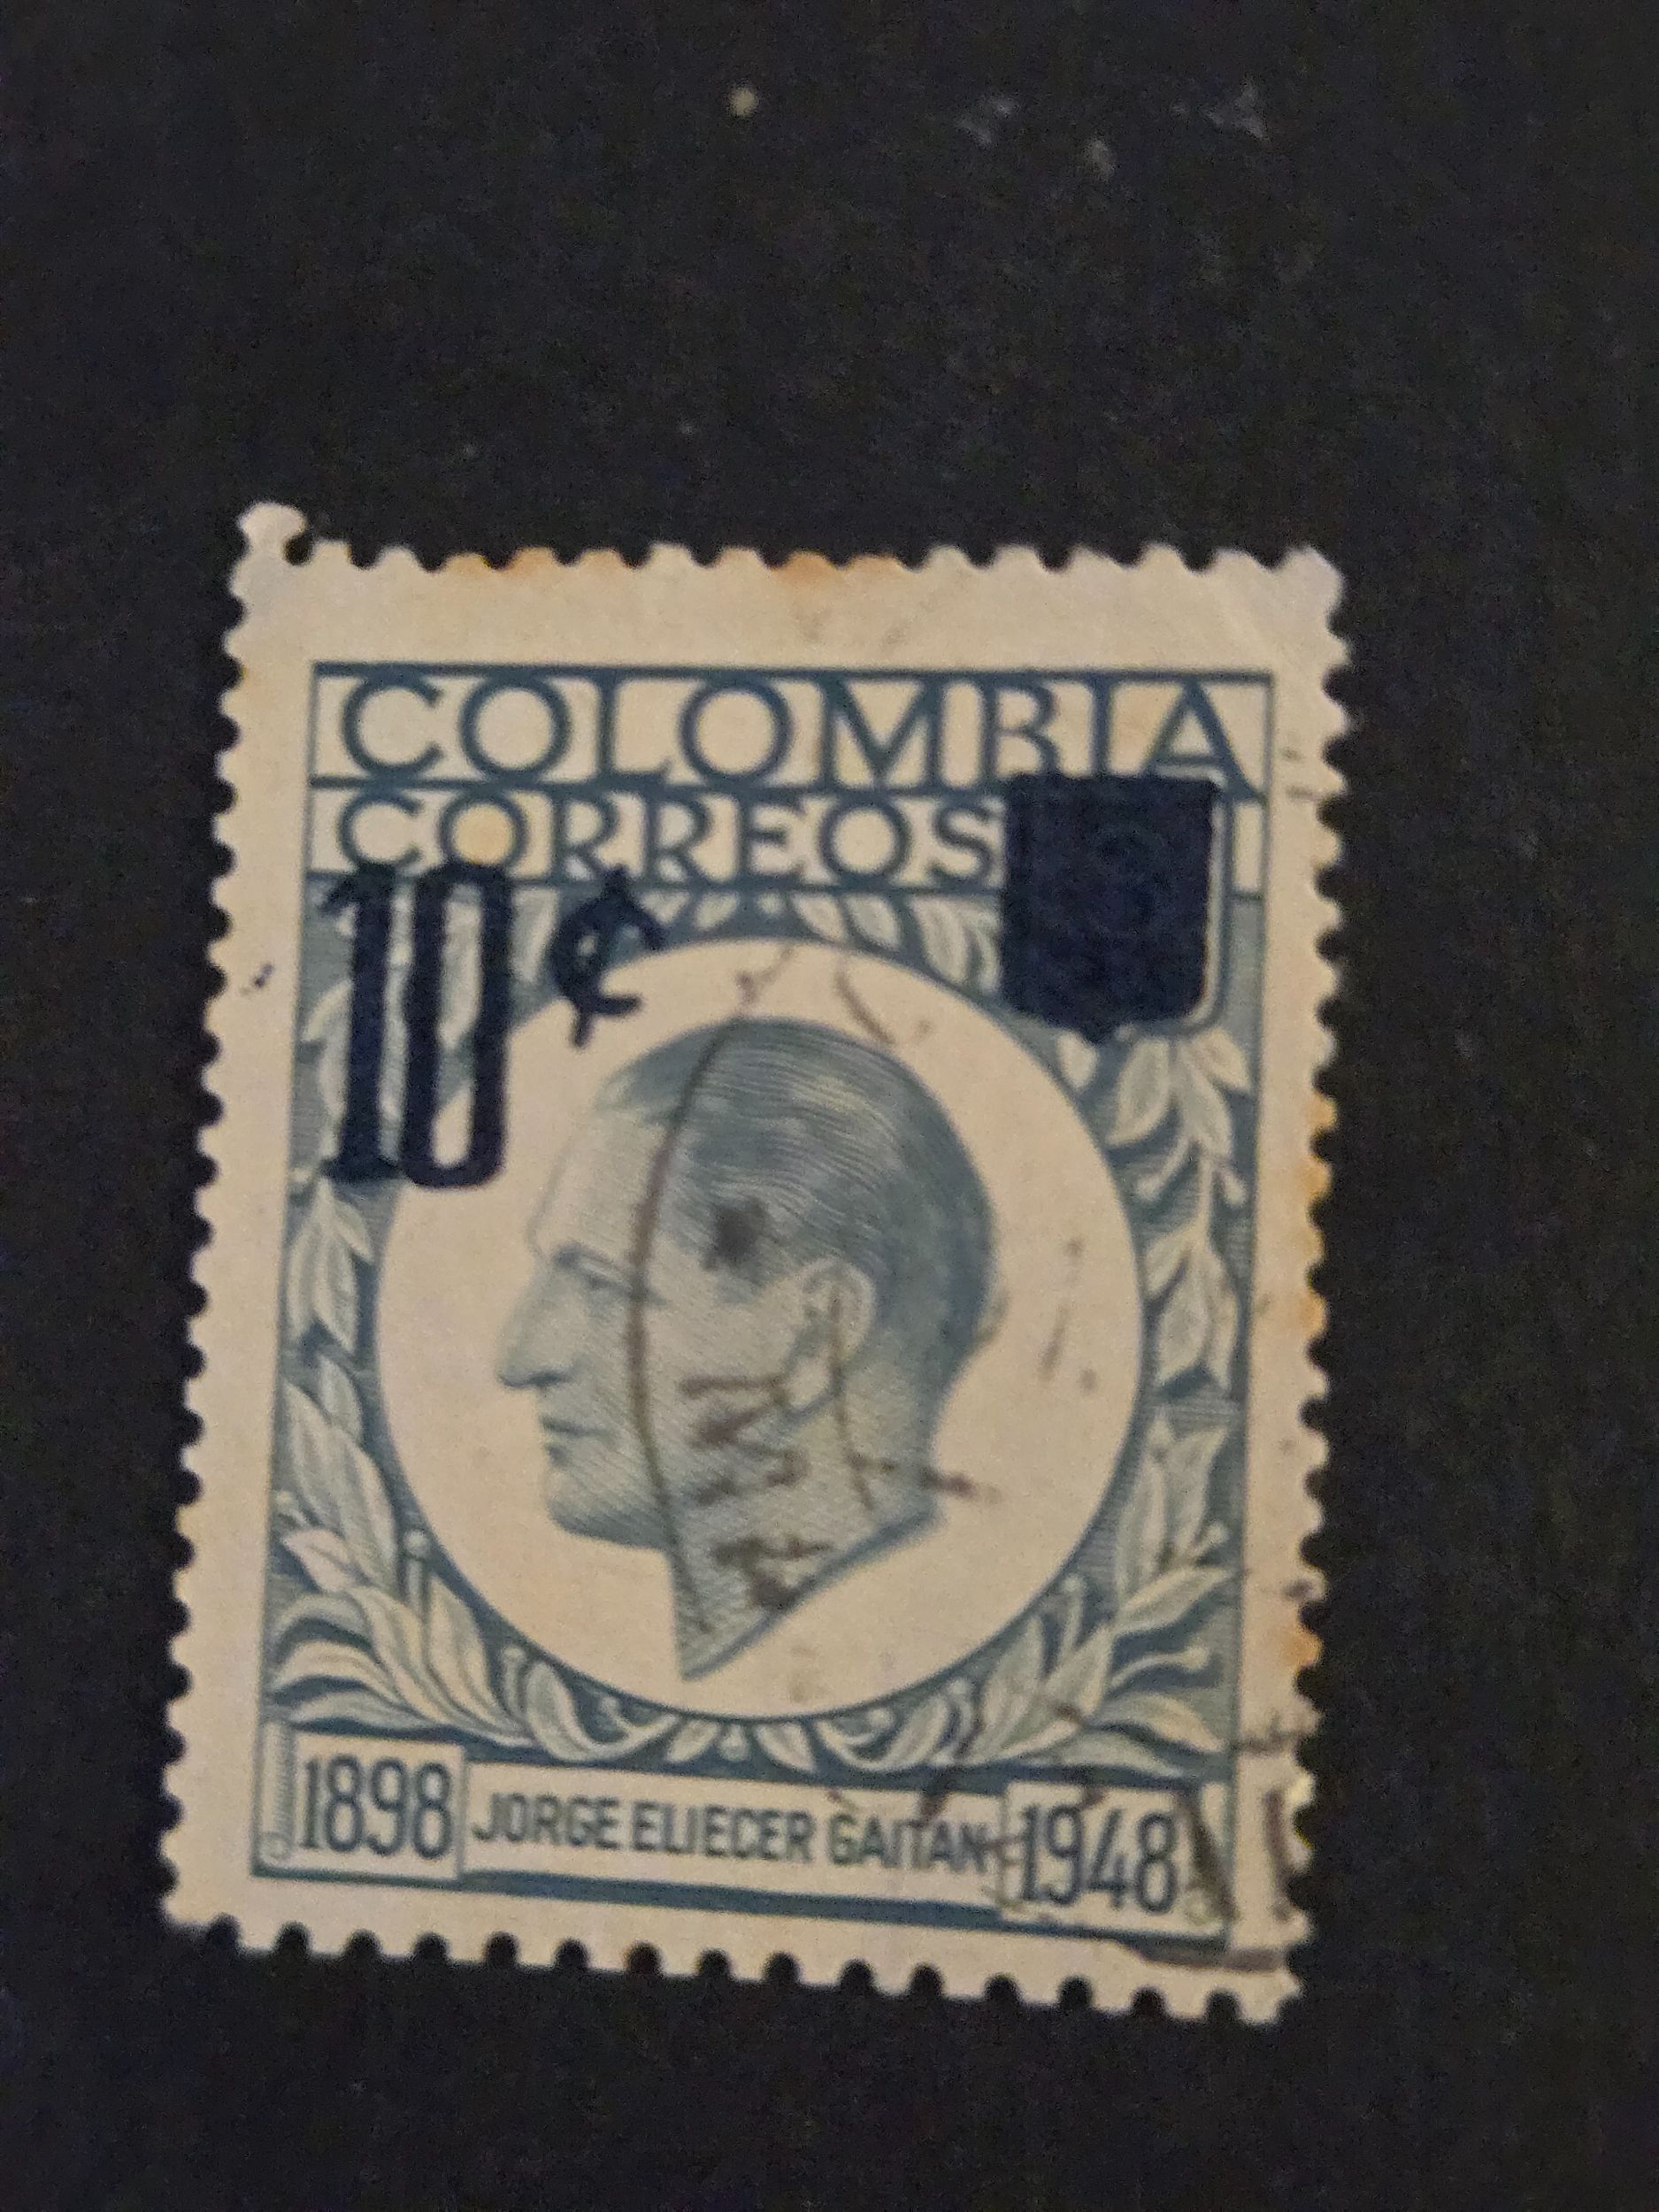 COLOMBIA
CORREOS
10¢
1898 JORGE ELIECER GAITAN 1948